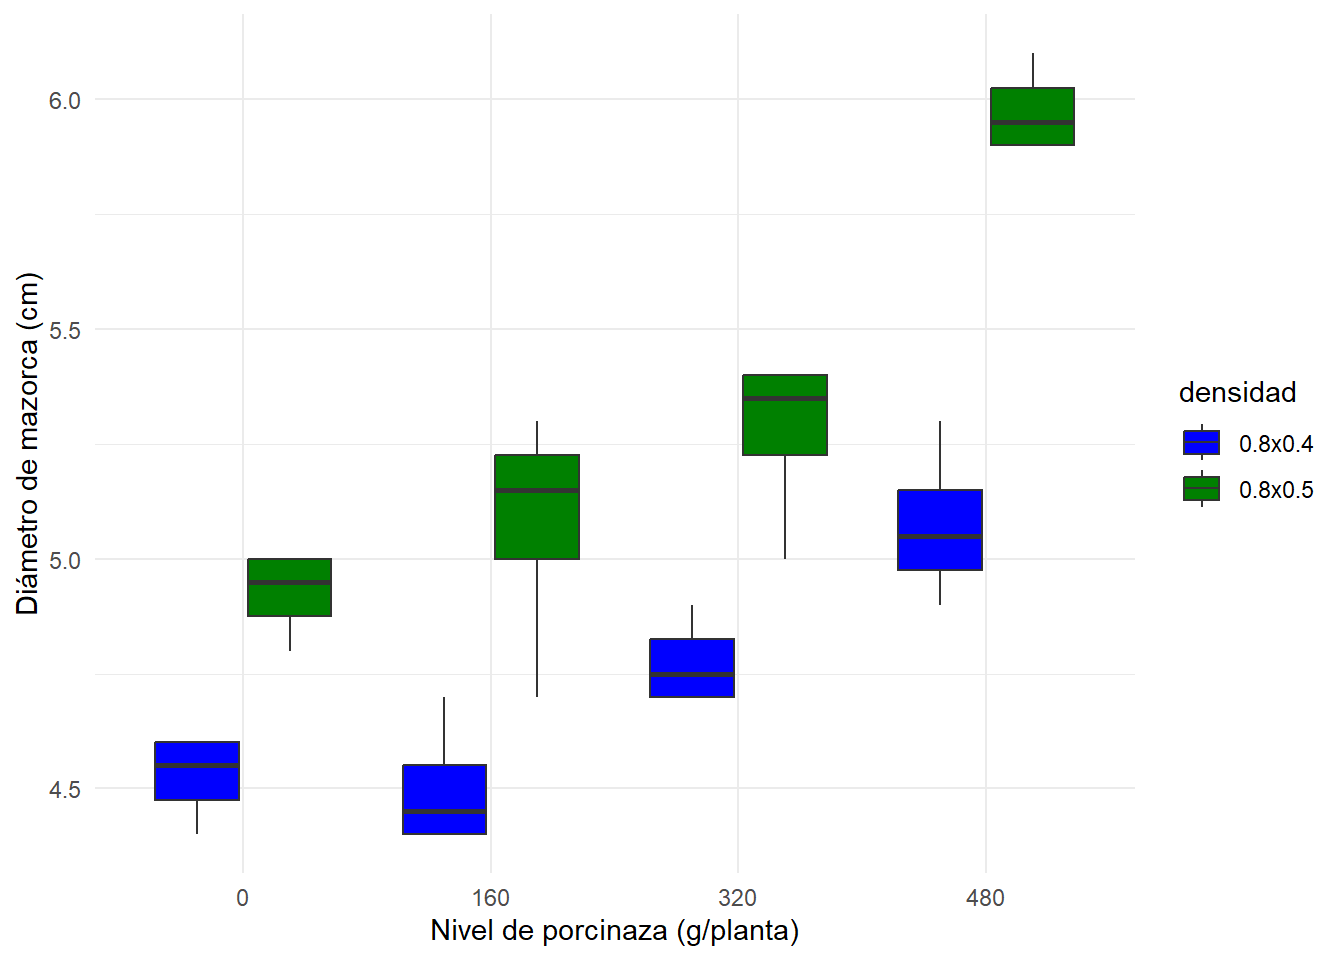 Diámetro de mazorca (cm)
6.0
5.5
5.0
4.5
0 160 320 480
Nivel de porcinaza (g/planta)
densidad
0.8x0.4
0.8x0.5